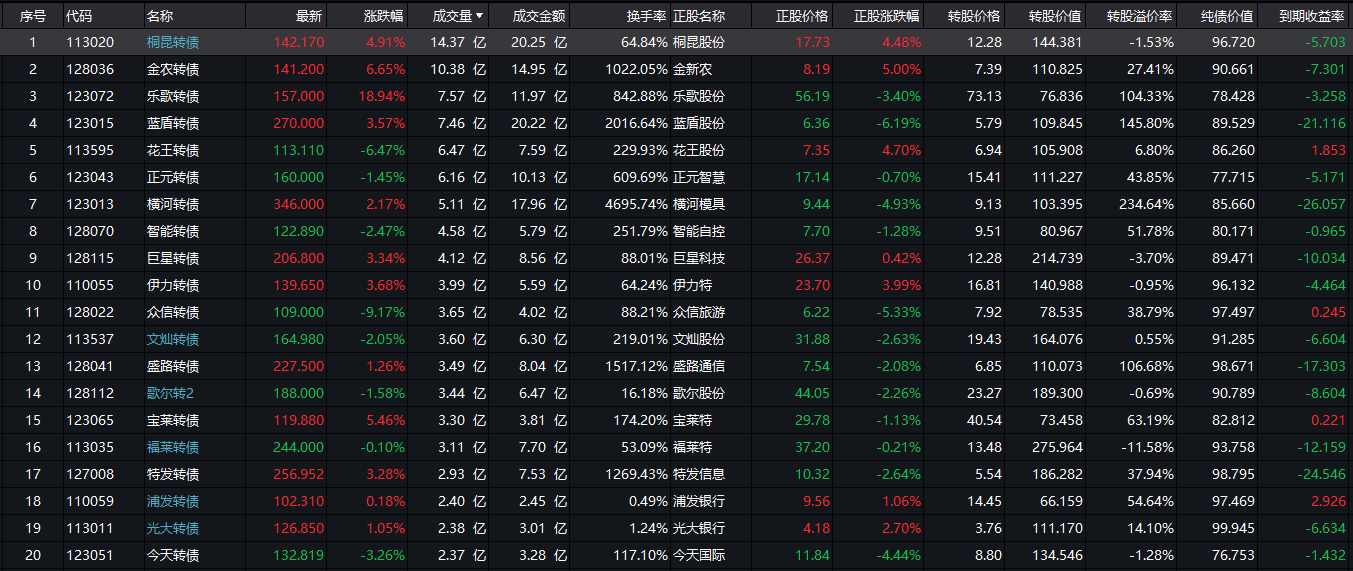 序号 代码 名称 最新 涨跌幅 成交量 成交金额 换手率 正股名称 正股价格 正股涨跌幅 转股价格 转股价值 转股溢价率 纯债价值 到期收益率
1 113020 桐昆转债 142.170 4.91% 14.37 亿 20.25 亿 64.84% 桐昆股份 17.73 4.48% 12.28 144.381 -1.53% 96.720 -5.703
2 128036 金农转债 141.200 6.65% 10.38 亿 14.95 亿 1022.05% 金新农 8.19 5.00% 7.39 110.825 27.41% 90.661 -7.301
3 123072 乐歌转债 157.000 18.94% 7.57 亿 11.97 亿 842.88% 乐歌股份 56.19 -3.40% 73.13 76.836 104.33% 78.428 -3.258
4 123015 蓝盾转债 270.000 3.57% 7.46 亿 20.22 亿 2016.64% 蓝盾股份 6.36 -6.19% 5.79 109.845 145.80% 89.529 -21.116
5 113595 花王转债 113.110 -6.47% 6.47 亿 7.59 亿 229.93% 花王股份 7.35 4.70% 6.94 105.908 6.80% 86.260 1.853
6 123043 正元转债 160.000 -1.45% 6.16 亿 10.13 亿 609.69% 正元智慧 17.14 -0.70% 15.41 111.227 43.85% 77.715 -5.171
7 123013 横河转债 346.000 2.17% 5.11 亿 17.96 亿 4695.74% 横河模具 9.44 -4.93% 9.13 103.395 234.64% 85.660 -26.057
8 128070 智能转债 122.890 -2.47% 4.58 亿 5.79 亿 251.79% 智能自控 7.70 -1.28% 9.51 80.967 51.78% 80.171 -0.965
9 128115 巨星转债 206.800 3.34% 4.12 亿 8.56 亿 88.01% 巨星科技 26.37 0.42% 12.28 214.739 -3.70% 89.471 -10.034
10 110055 伊力转债 139.650 3.68% 3.99 亿 5.59 亿 64.24% 伊力特 23.70 3.99% 16.81 140.988 -0.95% 96.132 -4.464
11 128022 众信转债 109.000 -9.17% 3.65 亿 4.02 亿 88.21% 众信旅游 6.22 -5.33% 7.92 78.535 38.79% 97.497 0.245
12 113537 文灿转债 164.980 -2.05% 3.60 亿 6.30 亿 219.01% 文灿股份 31.88 -2.63% 19.43 164.076 0.55% 91.285 -6.604
13 128041 盛路转债 227.500 1.26% 3.49 亿 8.04 亿 1517.12% 盛路通信 7.54 -2.08% 6.85 110.073 106.68% 98.671 -17.303
14 128112 歌尔转2 188.000 -1.58% 3.44 亿 6.47 亿 16.18% 歌尔股份 44.05 -2.26% 23.27 189.300 -0.69% 90.789 -8.604
15 123065 宝莱转债 119.880 5.46% 3.30 亿 3.81 亿 174.20% 宝莱特 29.78 -1.13% 40.54 73.458 63.19% 82.812 0.221
16 113035 福莱转债 244.000 -0.10% 3.11 亿 7.70 亿 53.09% 福莱特 37.20 -0.21% 13.48 275.964 -11.58% 93.758 -12.159
17 127008 特发转债 256.952 3.28% 2.93 亿 7.53 亿 1269.43% 特发信息 10.32 -2.64% 5.54 186.282 37.94% 98.795 -24.546
18 110059 浦发转债 102.310 0.18% 2.40 亿 2.45 亿 0.49% 浦发银行 9.56 1.06% 14.45 66.159 54.64% 97.469 2.926
19 113011 光大转债 126.850 1.05% 2.38 亿 3.01 亿 1.24% 光大银行 4.18 2.70% 3.76 111.170 14.10% 99.945 -6.634
20 123051 今天转债 132.819 -3.26% 2.37 亿 3.28 亿 117.10% 今天国际 11.84 -4.44% 8.80 134.546 -1.28% 76.753 -1.432